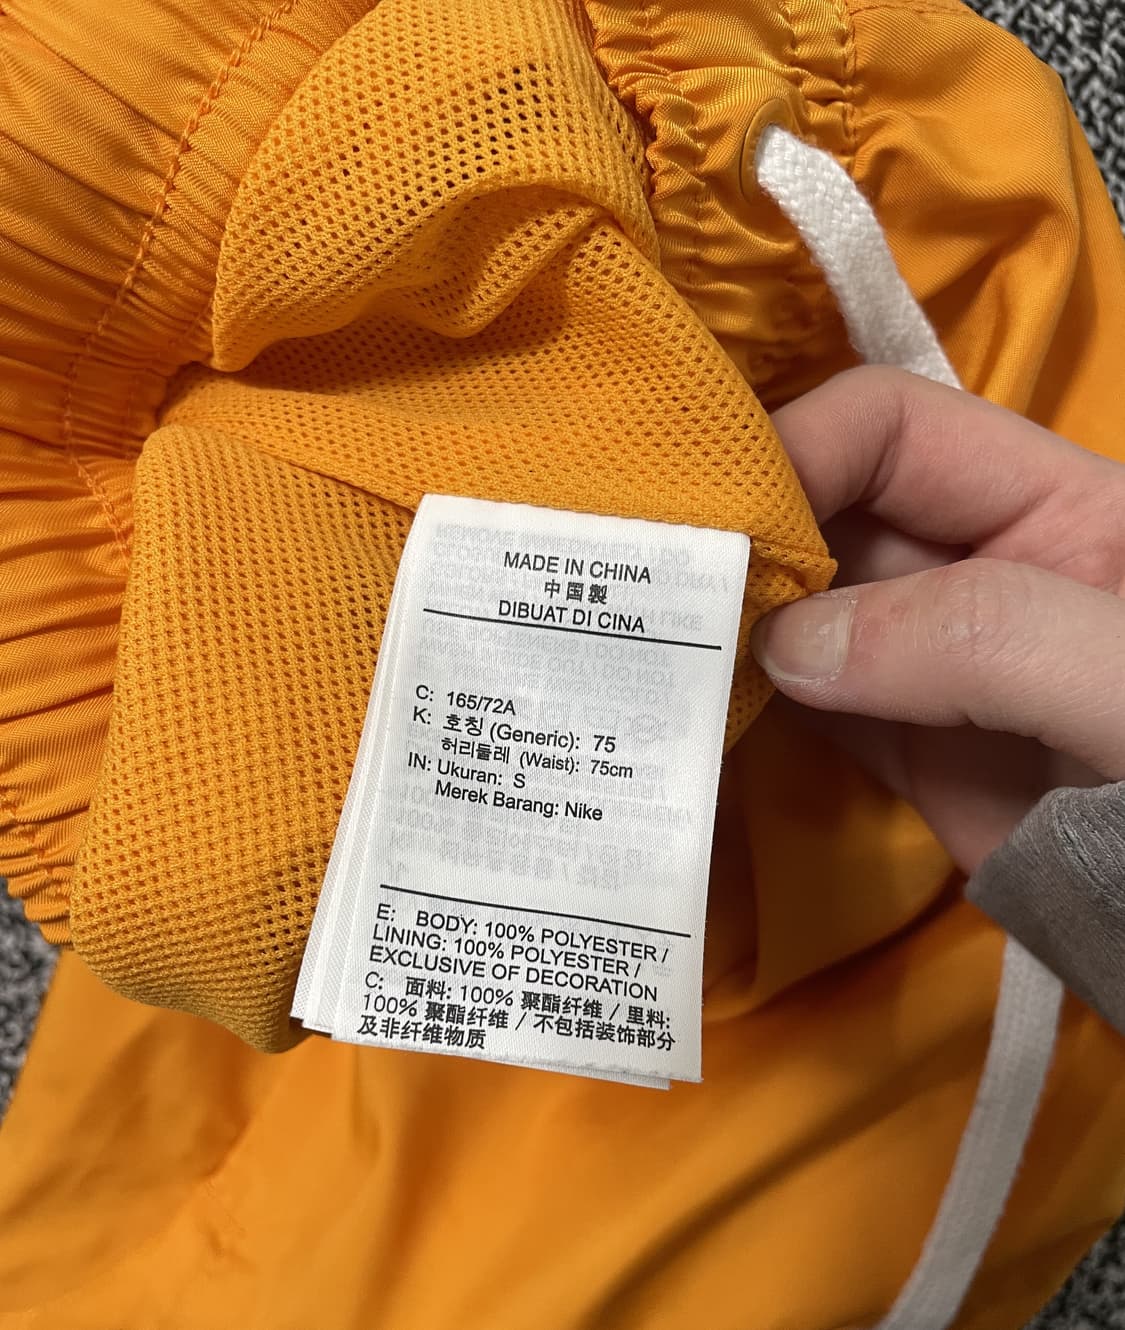 MADE IN CHINA
中国製
DIBUAT DI CINA
C: 165/72A
K: 호칭 (Generic): 75
허리둘레 (Waist): 75cm
IN: Ukuran: S
Merek Barang: Nike
E: BODY: 100% POLYESTER /
LINING: 100% POLYESTER /
EXCLUSIVE OF DECORATION
C: 面料: 100% 聚酯纤维 / 里料:
100% 聚酯纤维 / 不包括装饰部分
及非纤维物质